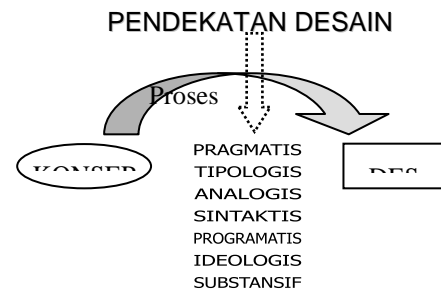 PENDEKATAN DESAIN
Proses
PRAGMATIS
TIPOLOGIS
ANALOGIS
SINTAKTIS
PROGRAMATIS
IDEOLOGIS
SUBSTANSIF